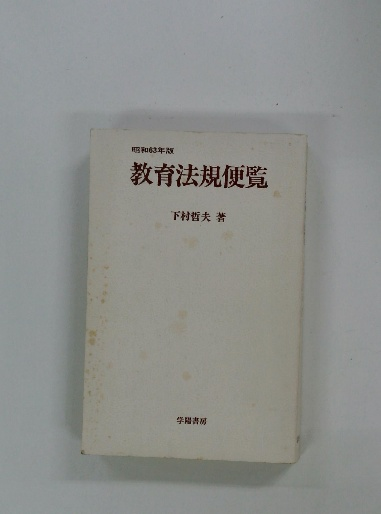 昭和63年版
教育法規便覧
下村哲夫 著
学陽書房